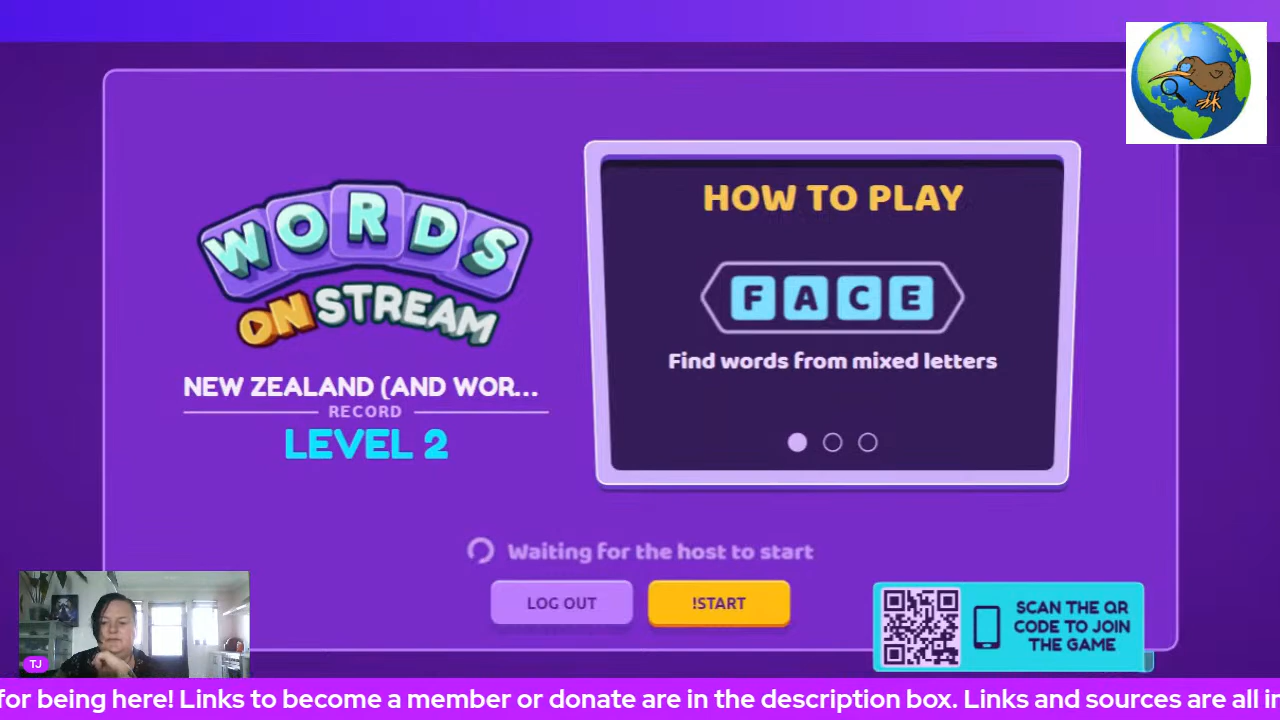 WORDS
ON STREAM
NEW ZEALAND (AND WOR...
RECORD
LEVEL 2
HOW TO PLAY
FACE
Find words from mixed letters
Waiting for the host to start
LOG OUT
!START
SCAN THE QR
CODE TO JOIN
THE GAME
TJ
for being here! Links to become a member or donate are in the description box. Links and sources are all in